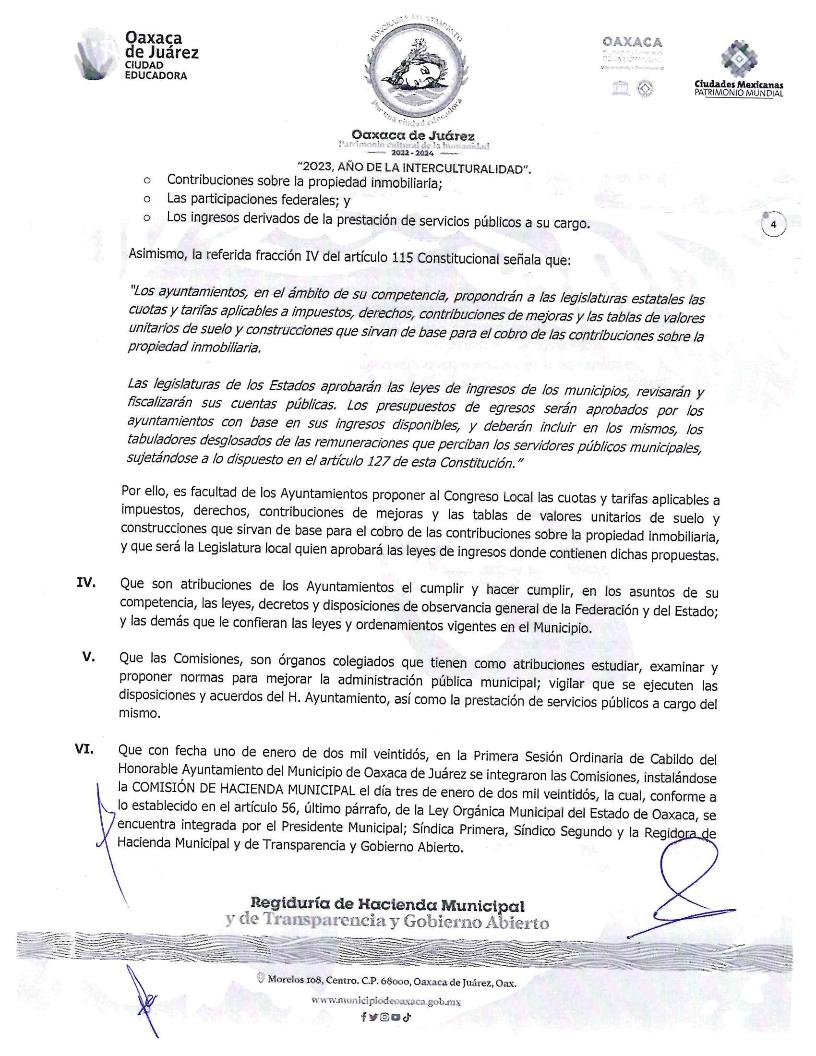 Oaxaca
de Juárez
CIUDAD
EDUCADORA
HONORABLE AYUNTAMIENTO
por una ciudad educadora
Oaxaca de Juárez
Patrimonio cultural de la humanidad
2022 - 2024
OAXACA
Ciudades Mexicanas
PATRIMONIO MUNDIAL
"2023, AÑO DE LA INTERCULTURALIDAD".
o Contribuciones sobre la propiedad inmobiliaria;
o Las participaciones federales; y
o Los ingresos derivados de la prestación de servicios públicos a su cargo.
4
Asimismo, la referida fracción IV del artículo 115 Constitucional señala que:
"Los ayuntamientos, en el ámbito de su competencia, propondrán a las legislaturas estatales las
cuotas y tarifas aplicables a impuestos, derechos, contribuciones de mejoras y las tablas de valores
unitarios de suelo y construcciones que sirvan de base para el cobro de las contribuciones sobre la
propiedad inmobiliaria.
Las legislaturas de los Estados aprobarán las leyes de ingresos de los municipios, revisarán y
fiscalizarán sus cuentas públicas. Los presupuestos de egresos serán aprobados por los
ayuntamientos con base en sus ingresos disponibles, y deberán incluir en los mismos, los
tabuladores desglosados de las remuneraciones que perciban los servidores públicos municipales,
sujetándose a lo dispuesto en el artículo 127 de esta Constitución."
Por ello, es facultad de los Ayuntamientos proponer al Congreso Local las cuotas y tarifas aplicables a
impuestos, derechos, contribuciones de mejoras y las tablas de valores unitarios de suelo y
construcciones que sirvan de base para el cobro de las contribuciones sobre la propiedad inmobiliaria,
y que será la Legislatura local quien aprobará las leyes de ingresos donde contienen dichas propuestas.
IV. Que son atribuciones de los Ayuntamientos el cumplir y hacer cumplir, en los asuntos de su
competencia, las leyes, decretos y disposiciones de observancia general de la Federación y del Estado;
y las demás que le confieran las leyes y ordenamientos vigentes en el Municipio.
V. Que las Comisiones, son órganos colegiados que tienen como atribuciones estudiar, examinar y
proponer normas para mejorar la administración pública municipal; vigilar que se ejecuten las
disposiciones y acuerdos del H. Ayuntamiento, así como la prestación de servicios públicos a cargo del
mismo.
VI. Que con fecha uno de enero de dos mil veintidós, en la Primera Sesión Ordinaria de Cabildo del
Honorable Ayuntamiento del Municipio de Oaxaca de Juárez se integraron las Comisiones, instalándose
la COMISIÓN DE HACIENDA MUNICIPAL el día tres de enero de dos mil veintidós, la cual, conforme a
lo establecido en el artículo 56, último párrafo, de la Ley Orgánica Municipal del Estado de Oaxaca, se
encuentra integrada por el Presidente Municipal; Síndica Primera, Síndico Segundo y la Regidora de
Hacienda Municipal y de Transparencia y Gobierno Abierto.
Regiduría de Hacienda Municipal
y de Transparencia y Gobierno Abierto
Morelos 108, Centro. C.P. 68000, Oaxaca de Juárez, Oax.
www.municipiodeoaxaca.gob.mx